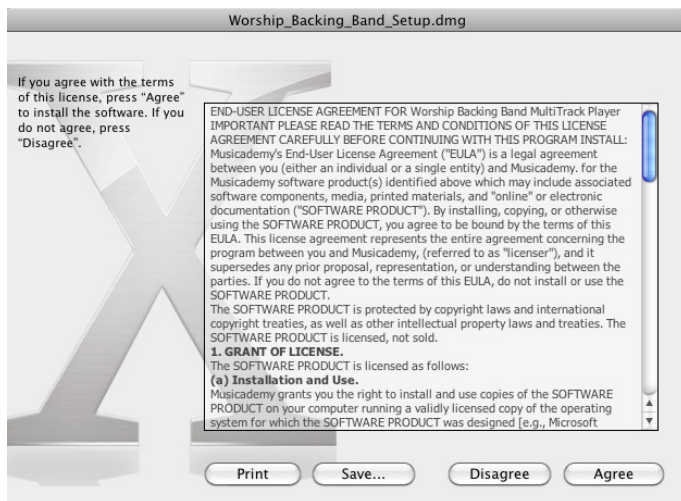 Worship_Backing_Band_Setup.dmg
If you agree with the terms
of this license, press “Agree”
to install the software. If you
do not agree, press
“Disagree”.
END-USER LICENSE AGREEMENT FOR Worship Backing Band MultiTrack Player
IMPORTANT PLEASE READ THE TERMS AND CONDITIONS OF THIS LICENSE
AGREEMENT CAREFULLY BEFORE CONTINUING WITH THIS PROGRAM INSTALL:
Musicademy's End-User License Agreement ("EULA") is a legal agreement
between you (either an individual or a single entity) and Musicademy. for the
Musicademy software product(s) identified above which may include associated
software components, media, printed materials, and "online" or electronic
documentation ("SOFTWARE PRODUCT"). By installing, copying, or otherwise
using the SOFTWARE PRODUCT, you agree to be bound by the terms of this
EULA. This license agreement represents the entire agreement concerning the
program between you and Musicademy, (referred to as "licenser"), and it
supersedes any prior proposal, representation, or understanding between the
parties. If you do not agree to the terms of this EULA, do not install or use the
SOFTWARE PRODUCT.
The SOFTWARE PRODUCT is protected by copyright laws and international
copyright treaties, as well as other intellectual property laws and treaties. The
SOFTWARE PRODUCT is licensed, not sold.
1. GRANT OF LICENSE.
The SOFTWARE PRODUCT is licensed as follows:
(a) Installation and Use.
Musicademy grants you the right to install and use copies of the SOFTWARE
PRODUCT on your computer running a validly licensed copy of the operating
system for which the SOFTWARE PRODUCT was designed [e.g., Microsoft
Print
Save...
Disagree
Agree